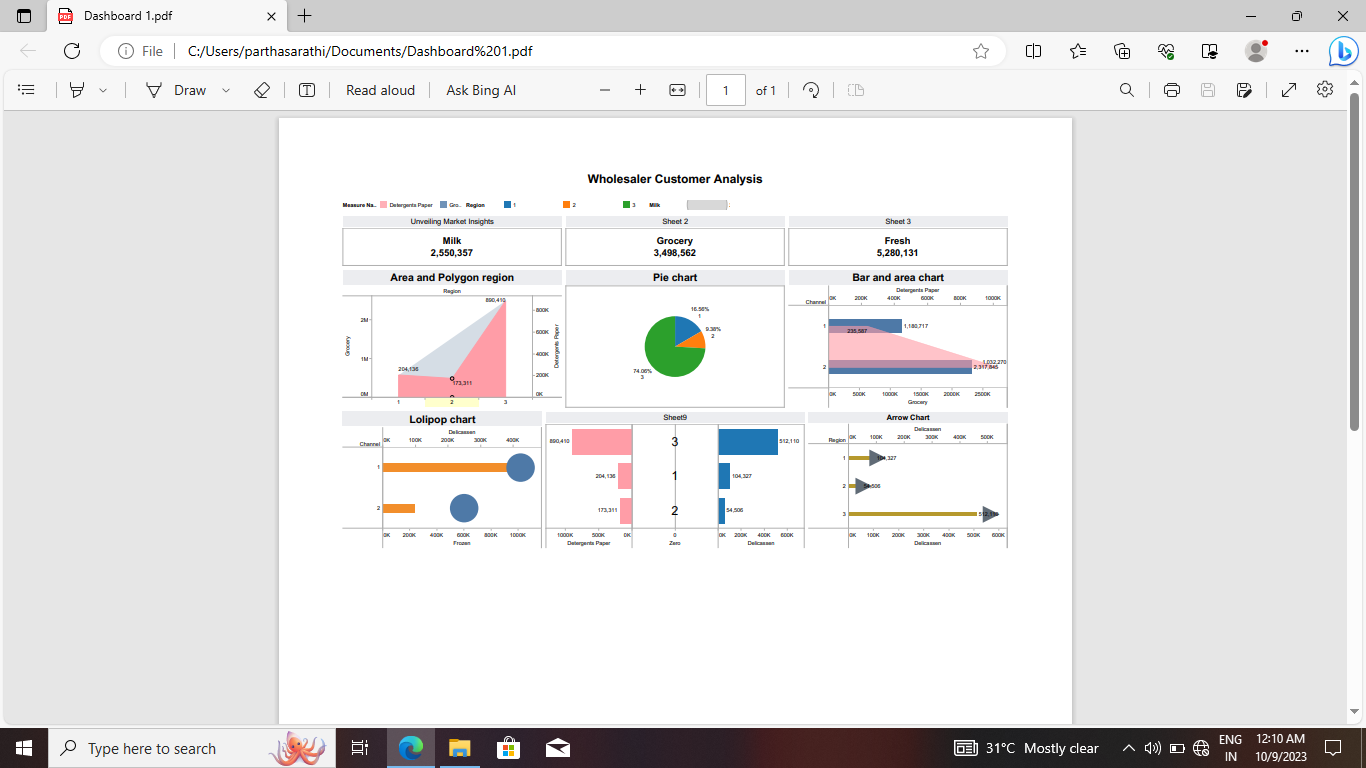 Dashboard 1.pdf
File C:/Users/parthasarathi/Documents/Dashboard%201.pdf
Draw Read aloud Ask Bing AI 1 of 1
Wholesaler Customer Analysis
Measure Na.. Detergents Paper Gro.. Region 1 2 3 Milk
Unveiling Market Insights Sheet 2 Sheet 3
Milk Grocery Fresh
2,550,357 3,498,562 5,280,131
Area and Polygon region Pie chart Bar and area chart
Region
890,410
2M
1M
0M
Grocery
204,136
173,311
800K
600K
400K
200K
0K
Detergents Paper
1 2 3
16.56%
1
9.38%
2
74.06%
3
Detergents Paper
Channel 0K 200K 400K 600K 800K 1000K
1 1,180,717
235,587
1,032,270
2 2,317,845
0K 500K 1000K 1500K 2000K 2500K
Grocery
Lolipop chart Sheet9 Arrow Chart
Delicassen
Channel 0K 100K 200K 300K 400K
1
2
0K 200K 400K 600K 800K 1000K
Frozen
890,410 3 512,110
204,136 1 104,327
173,311 2 54,506
1000K 500K 0K 0 0K 200K 400K 600K
Detergents Paper Zero Delicassen
Delicassen
Region 0K 100K 200K 300K 400K 500K
1 104,327
2 54,506
3
0K 100K 200K 300K 400K 500K 600K
Delicassen
Type here to search
31°C Mostly clear
ENG
IN
12:10 AM
10/9/2023